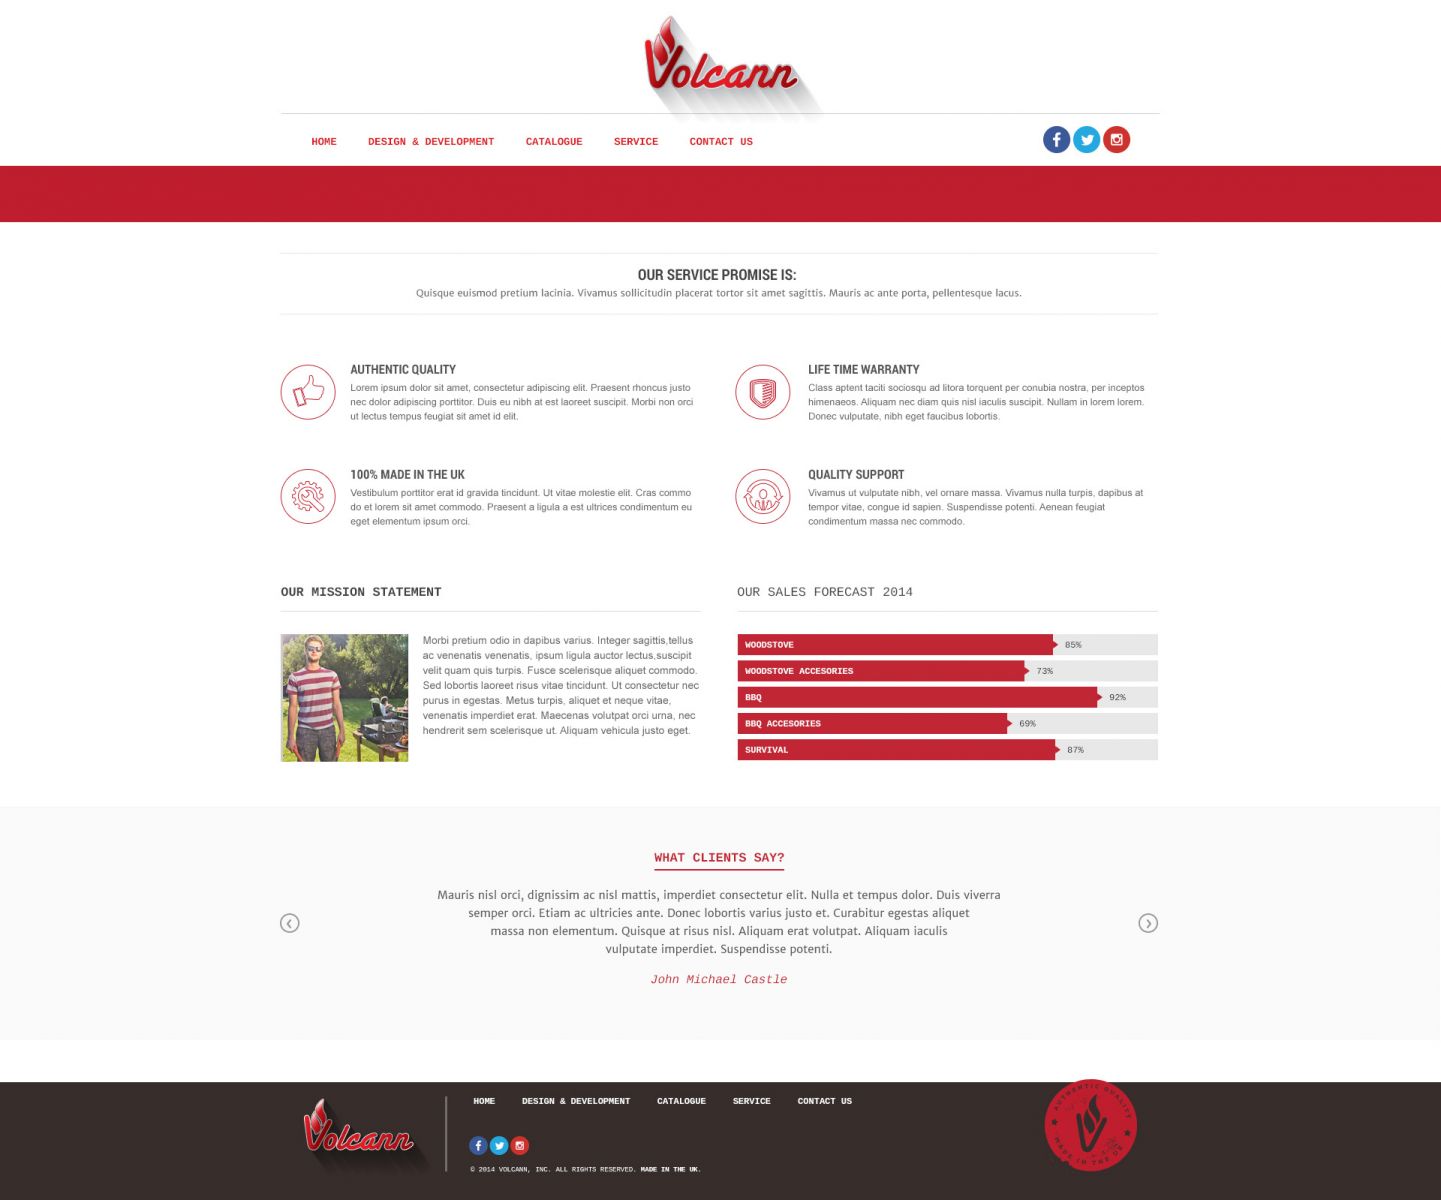 Volcann
HOME DESIGN & DEVELOPMENT CATALOGUE SERVICE CONTACT US
OUR SERVICE PROMISE IS:
Quisque euismod pretium lacinia. Vivamus sollicitudin placerat tortor sit amet sagittis. Mauris ac ante porta, pellentesque lacus.
AUTHENTIC QUALITY
Lorem ipsum dolor sit amet, consectetur adipiscing elit. Praesent rhoncus justo
nec dolor adipiscing porttitor. Duis eu nibh at est laoreet suscipit. Morbi non orci
ut lectus tempus feugiat sit amet id elit.
LIFE TIME WARRANTY
Class aptent taciti sociosqu ad litora torquent per conubia nostra, per inceptos
himenaeos. Aliquam nec diam quis nisl iaculis suscipit. Nullam in lorem lorem.
Donec vulputate, nibh eget faucibus lobortis.
100% MADE IN THE UK
Vestibulum porttitor erat id gravida tincidunt. Ut vitae molestie elit. Cras commo
do et lorem sit amet commodo. Praesent a ligula a est ultrices condimentum eu
eget elementum ipsum orci.
QUALITY SUPPORT
Vivamus ut vulputate nibh, vel ornare massa. Vivamus nulla turpis, dapibus at
tempor vitae, congue id sapien. Suspendisse potenti. Aenean feugiat
condimentum massa nec commodo.
OUR MISSION STATEMENT
Morbi pretium odio in dapibus varius. Integer sagittis,tellus
ac venenatis venenatis, ipsum ligula auctor lectus,suscipit
velit quam quis turpis. Fusce scelerisque aliquet commodo.
Sed lobortis laoreet risus vitae tincidunt. Ut consectetur nec
purus in egestas. Metus turpis, aliquet et neque vitae,
venenatis imperdiet erat. Maecenas volutpat orci urna, nec
hendrerit sem scelerisque ut. Aliquam vehicula justo eget.
OUR SALES FORECAST 2014
WOODSTOVE 85%
WOODSTOVE ACCESORIES 73%
BBQ 92%
BBQ ACCESORIES 69%
SURVIVAL 87%
WHAT CLIENTS SAY?
Mauris nisl orci, dignissim ac nisl mattis, imperdiet consectetur elit. Nulla et tempus dolor. Duis viverra
semper orci. Etiam ac ultricies ante. Donec lobortis varius justo et. Curabitur egestas aliquet
massa non elementum. Quisque at risus nisl. Aliquam erat volutpat. Aliquam iaculis
vulputate imperdiet. Suspendisse potenti.
John Michael Castle
Volcann
HOME DESIGN & DEVELOPMENT CATALOGUE SERVICE CONTACT US
© 2014 VOLCANN, INC. ALL RIGHTS RESERVED. MADE IN THE UK.
AUTHENTIC QUALITY
MADE IN THE UK